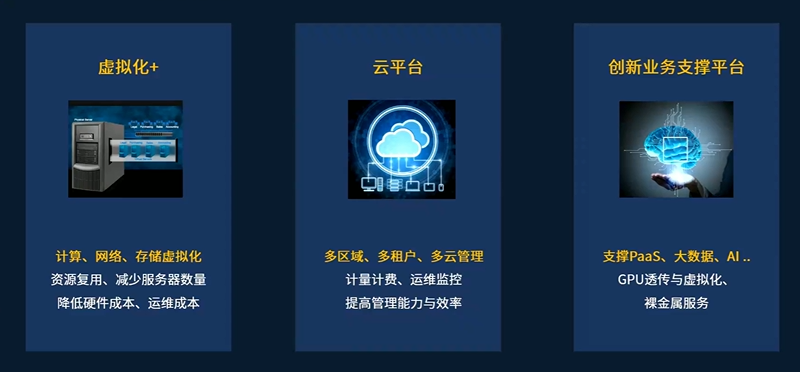 虚拟化+
计算、网络、存储虚拟化
资源复用、减少服务器数量
降低硬件成本、运维成本
云平台
多区域、多租户、多云管理
计量计费、运维监控
提高管理能力与效率
创新业务支撑平台
支撑PaaS、大数据、AI ..
GPU透传与虚拟化、
裸金属服务